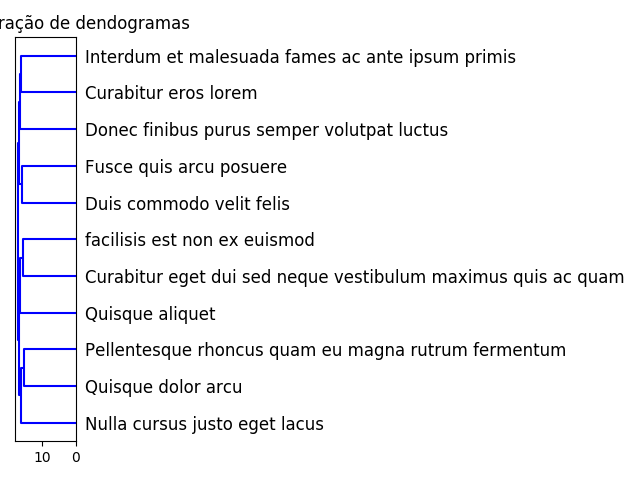 de dendogramas
Interdum et malesuada fames ac ante ipsum primis
Curabitur eros lorem
Donec finibus purus semper volutpat luctus
Fusce quis arcu posuere
Duis commodo velit felis
facilisis est non ex euismod
Curabitur eget dui sed neque vestibulum maximus quis ac quam
Quisque aliquet
Pellentesque rhoncus quam eu magna rutrum fermentum
Quisque dolor arcu
Nulla cursus justo eget lacus
10 0